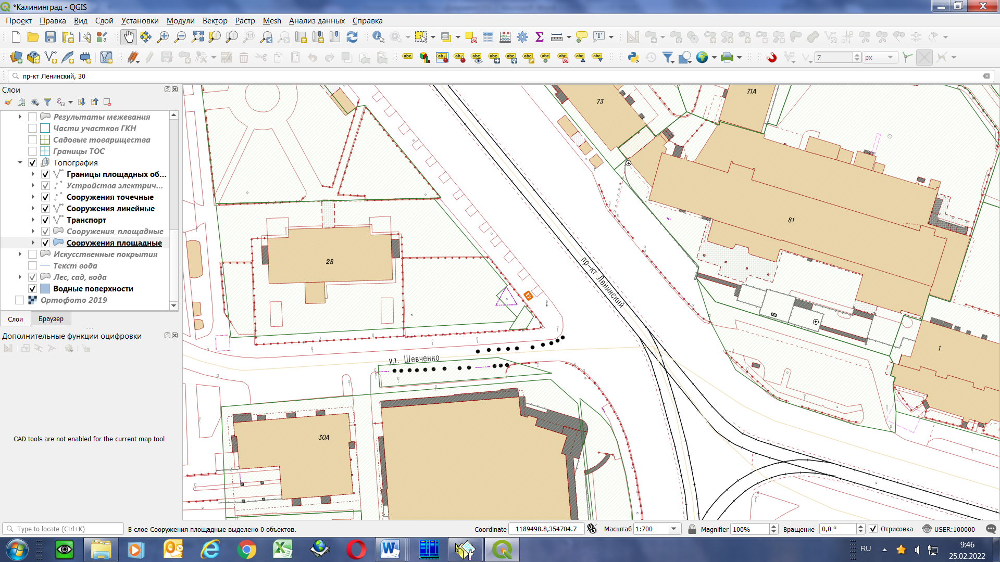 *Калининград - QGIS
Проект Правка Вид Слой Установки Модули Вектор Растр Mesh Анализ данных Справка
7 px
пр-кт Ленинский, 30
Слои
Результаты межевания
Части участков ГКН
Садовые товарищества
Границы ТОС
Топография
Границы площадных об...
Устройства электрич...
Сооружения точечные
Сооружения линейные
Транспорт
Сооружения_площадные
Сооружения площадные
Искусственные покрытия
Текст вода
Лес, сад, вода
Водные поверхности
Ортофото 2019
Слои Браузер
Дополнительные функции оцифровки
CAD tools are not enabled for the current map tool
73
71А
81
28
пр-кт Ленинский
ул. Шевченко
1
30А
Type to locate (Ctrl+K) В слое Сооружения площадные выделено 0 объектов. Coordinate 1189498.8,354704.7 Масштаб 1:700 Magnifier 100% Вращение 0,0 ° Отрисовка USER:100000
RU 9:46
25.02.2022